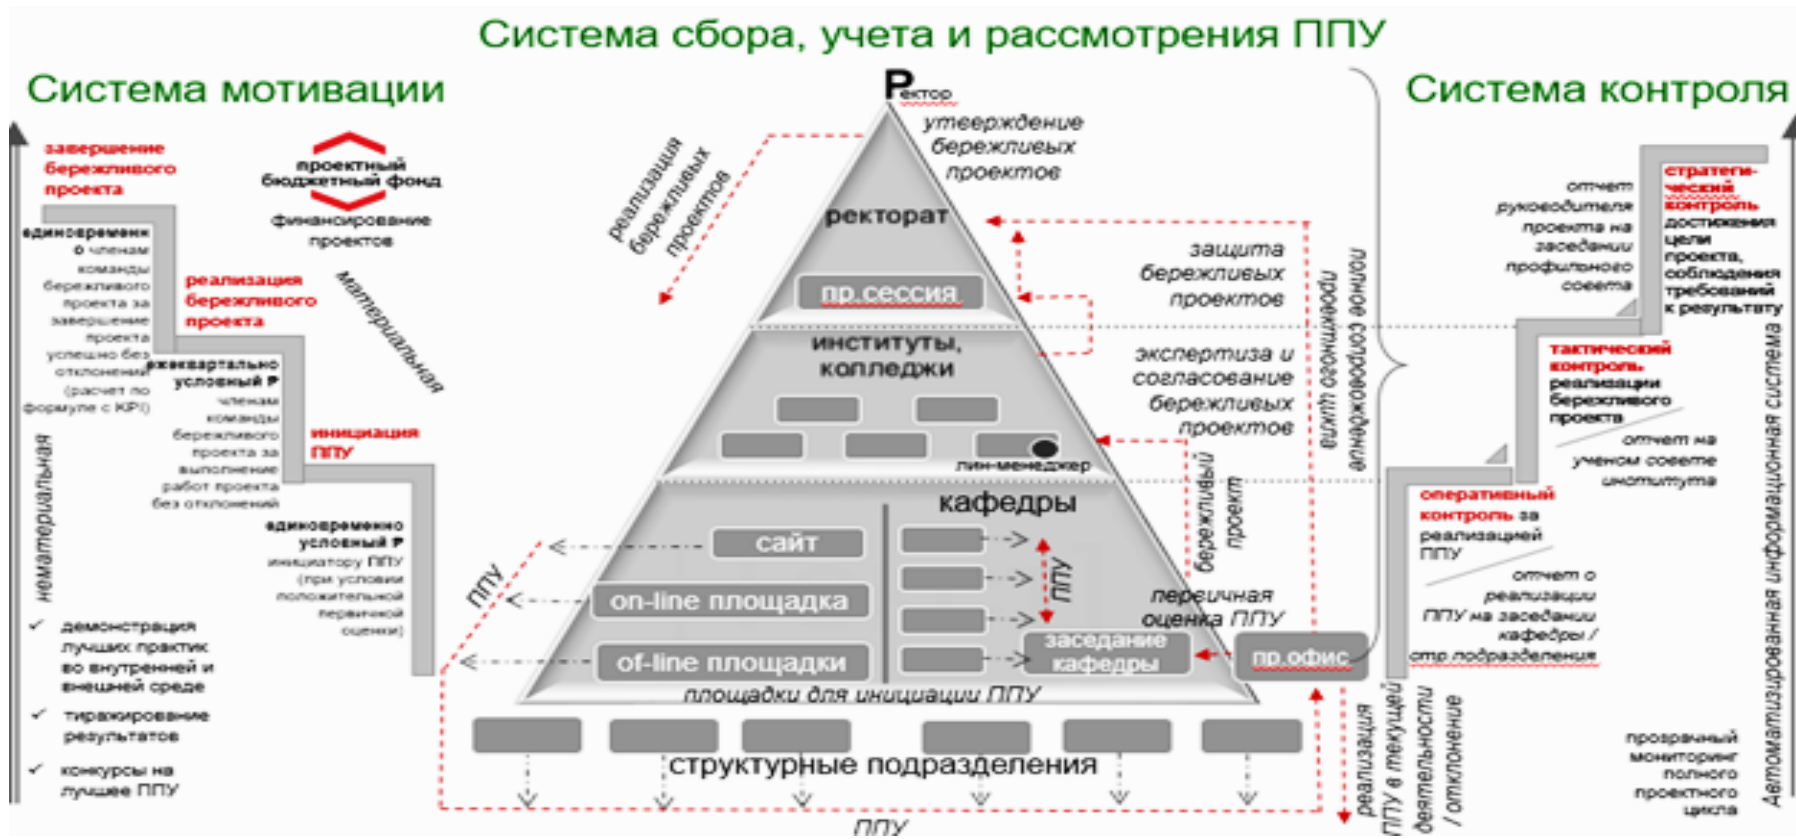 Система сбора, учета и рассмотрения ППУ
Система мотивации
завершение
бережливого
проекта
проектный
бюджетный фонд
финансирование
проектов
единовременн
о членам
команды
бережливого
проекта за
завершение
проекта
успешно без
отклонений
(расчет по
формуле с KPI)
реализация
бережливого
проекта
ежеквартально
условный Р
членам
команды
бережливого
проекта за
выполнение
работ проекта
без отклонений
инициация
ППУ
единовременно
условный Р
инициатору ППУ
(при условии
положительной
первичной
оценки)
материальная
нематериальная
✓ демонстрация
лучших практик
во внутренней и
внешней среде
✓ тиражирование
результатов
✓ конкурсы на
лучшее ППУ
Ректор
утверждение
бережливых
проектов
реализация
бережливых
проектов
ректорат
пр.сессия
защита
бережливых
проектов
институты,
колледжи
экспертиза и
согласование
бережливых
проектов
лин-менеджер
полное сопровождение
проектного цикла
бережливый
проект
кафедры
сайт
on-line площадка
of-line площадки
ППУ
ППУ
первичная
оценка ППУ
заседание
кафедры
пр.офис
площадки для инициации ППУ
структурные подразделения
ППУ
реализация
ППУ в текущей
деятельности
/ отклонение
Система контроля
отчет
руководителя
проекта на
заседании
профильного
совета
стратеги-
ческий
контроль
достижения
цели
проекта,
соблюдения
требований
к результату
тактический
контроль
реализации
бережливого
проекта
отчет на
ученом совете
института
оперативный
контроль за
реализацией
ППУ
отчет о
реализации
ППУ на заседании
кафедры /
стр.подразделения
прозрачный
мониторинг
полного
проектного
цикла
Автоматизированная информационная система